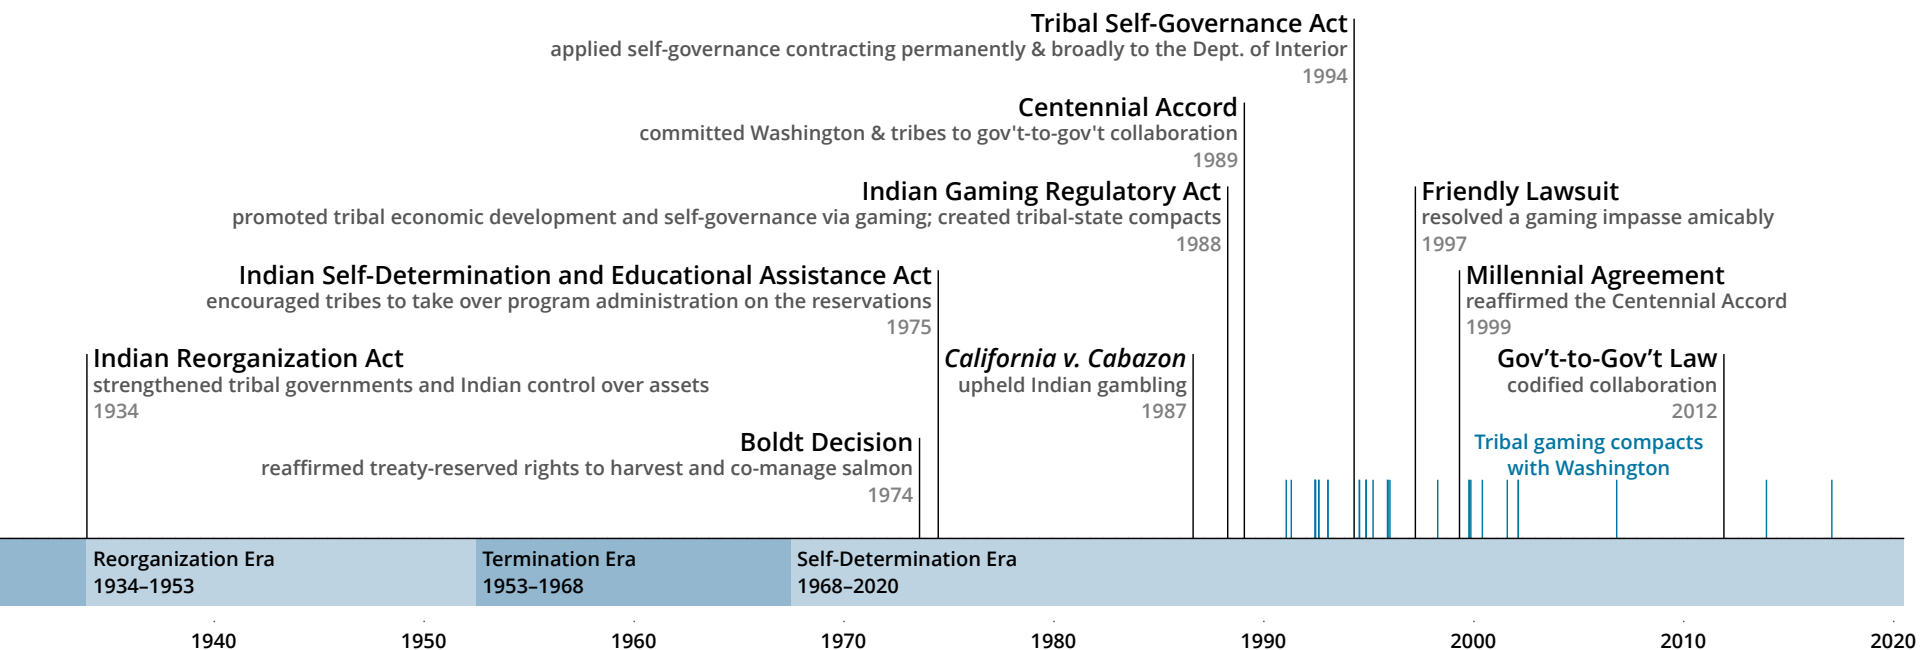 Tribal Self-Governance Act
applied self-governance contracting permanently & broadly to the Dept. of Interior
1994
Centennial Accord
committed Washington & tribes to gov't-to-gov't collaboration
1989
Indian Gaming Regulatory Act
promoted tribal economic development and self-governance via gaming; created tribal-state compacts
1988
Friendly Lawsuit
resolved a gaming impasse amicably
1997
Indian Self-Determination and Educational Assistance Act
encouraged tribes to take over program administration on the reservations
1975
Millennial Agreement
reaffirmed the Centennial Accord
1999
Indian Reorganization Act
strengthened tribal governments and Indian control over assets
1934
California v. Cabazon
upheld Indian gambling
1987
Gov’t-to-Gov’t Law
codified collaboration
2012
Boldt Decision
reaffirmed treaty-reserved rights to harvest and co-manage salmon
1974
Tribal gaming compacts
with Washington
Reorganization Era
1934–1953
Termination Era
1953–1968
Self-Determination Era
1968–2020
1940 1950 1960 1970 1980 1990 2000 2010 2020